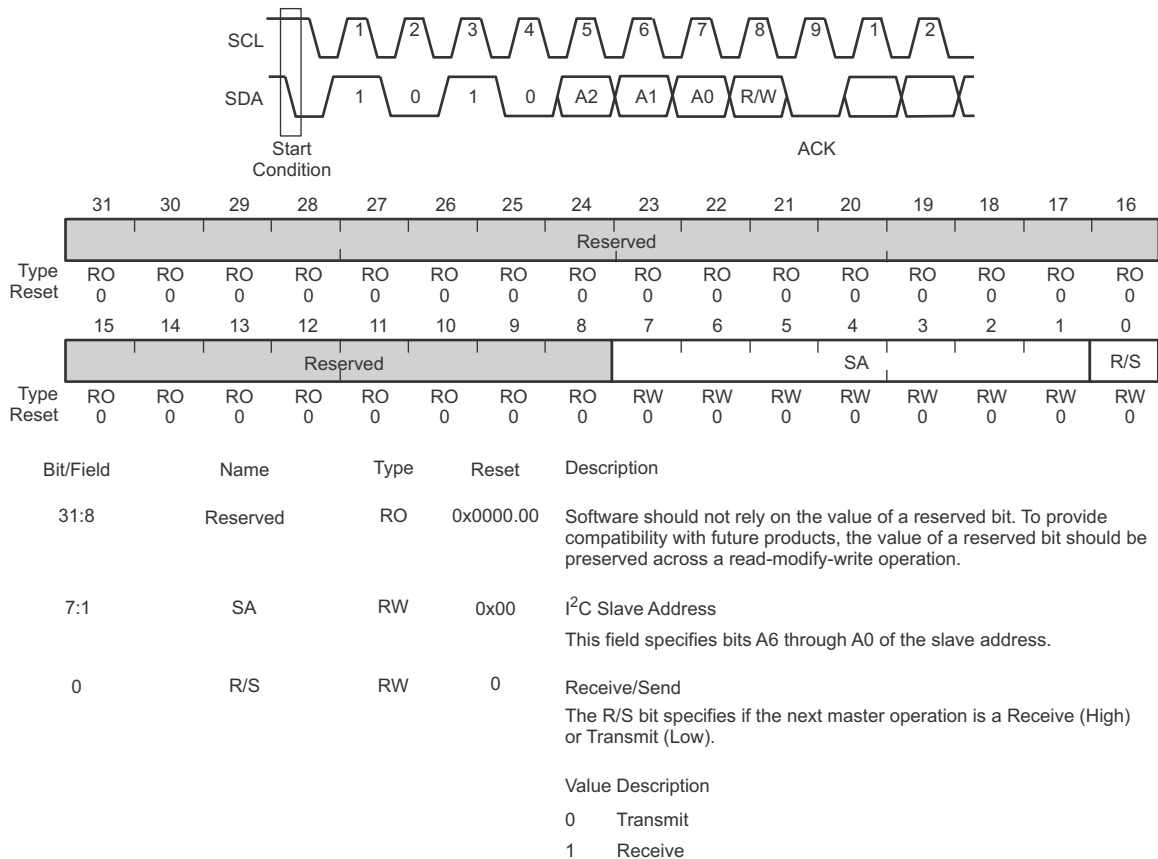 SCL 1 2 3 4 5 6 7 8 9 1 2
SDA 1 0 1 0 A2 A1 A0 R/W
Start
Condition
ACK
31 30 29 28 27 26 25 24 23 22 21 20 19 18 17 16
Reserved
Type RO RO RO RO RO RO RO RO RO RO RO RO RO RO RO RO
Reset 0 0 0 0 0 0 0 0 0 0 0 0 0 0 0 0
15 14 13 12 11 10 9 8 7 6 5 4 3 2 1 0
Reserved SA R/S
Type RO RO RO RO RO RO RO RO RW RW RW RW RW RW RW RW
Reset 0 0 0 0 0 0 0 0 0 0 0 0 0 0 0 0
Bit/Field Name Type Reset Description
31:8 Reserved RO 0x0000.00 Software should not rely on the value of a reserved bit. To provide
compatibility with future products, the value of a reserved bit should be
preserved across a read-modify-write operation.
7:1 SA RW 0x00 I²C Slave Address
This field specifies bits A6 through A0 of the slave address.
0 R/S RW 0 Receive/Send
The R/S bit specifies if the next master operation is a Receive (High)
or Transmit (Low).
Value Description
0 Transmit
1 Receive